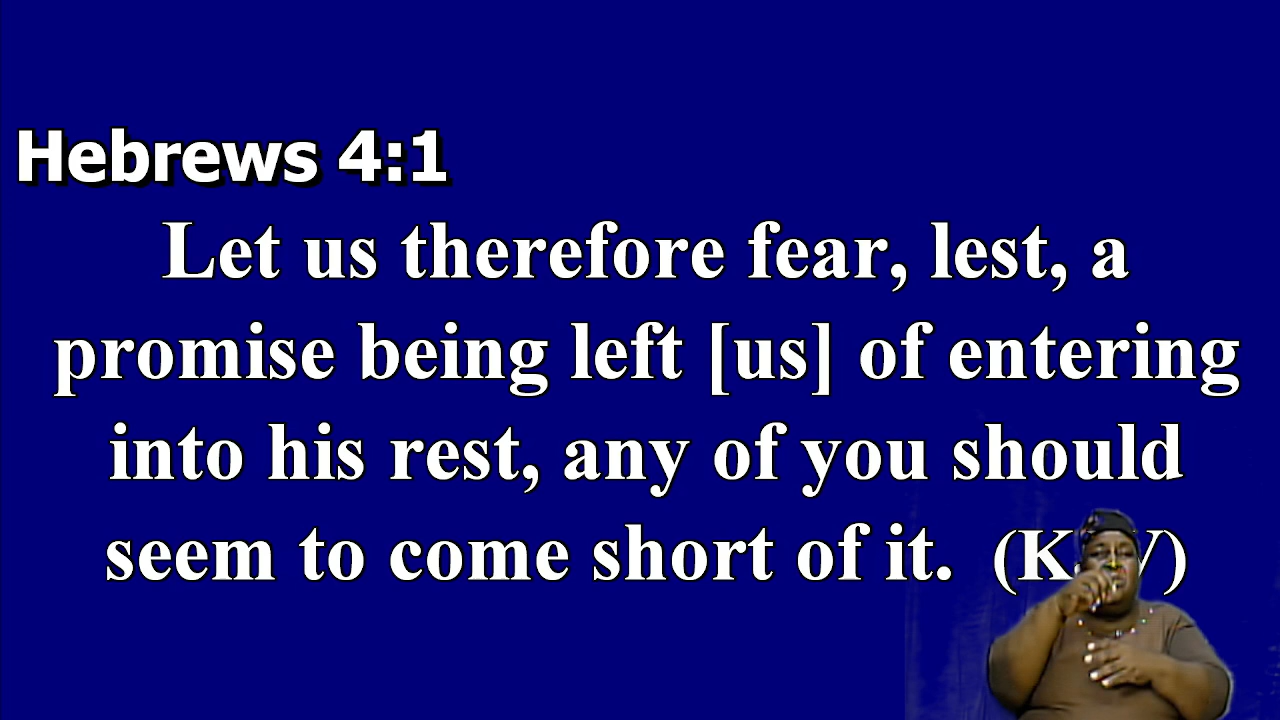 Hebrews 4:1
Let us therefore fear, lest, a
promise being left [us] of entering
into his rest, any of you should
seem to come short of it. (KJV)